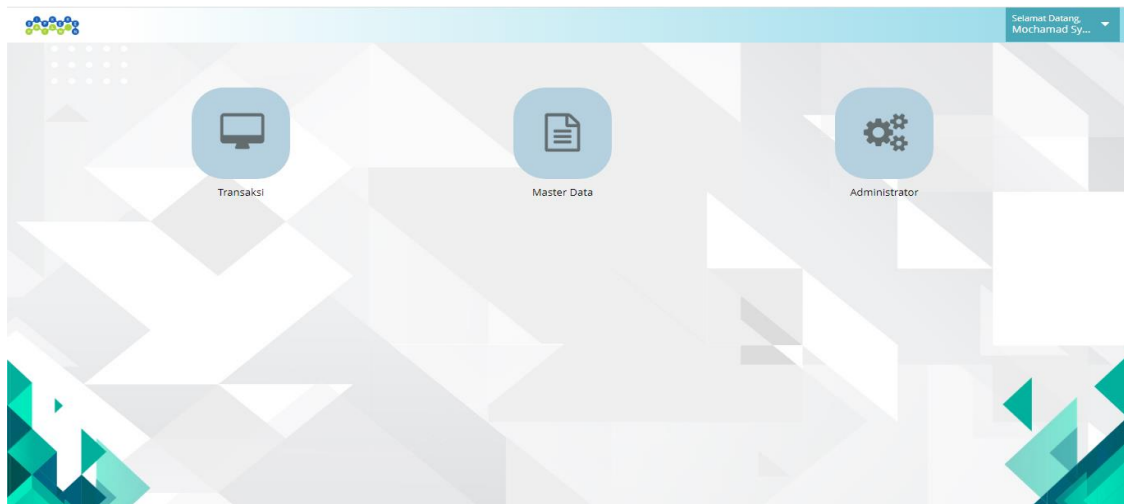 Selamat Datang,
Mochamad Sy...
Transaksi
Master Data
Administrator